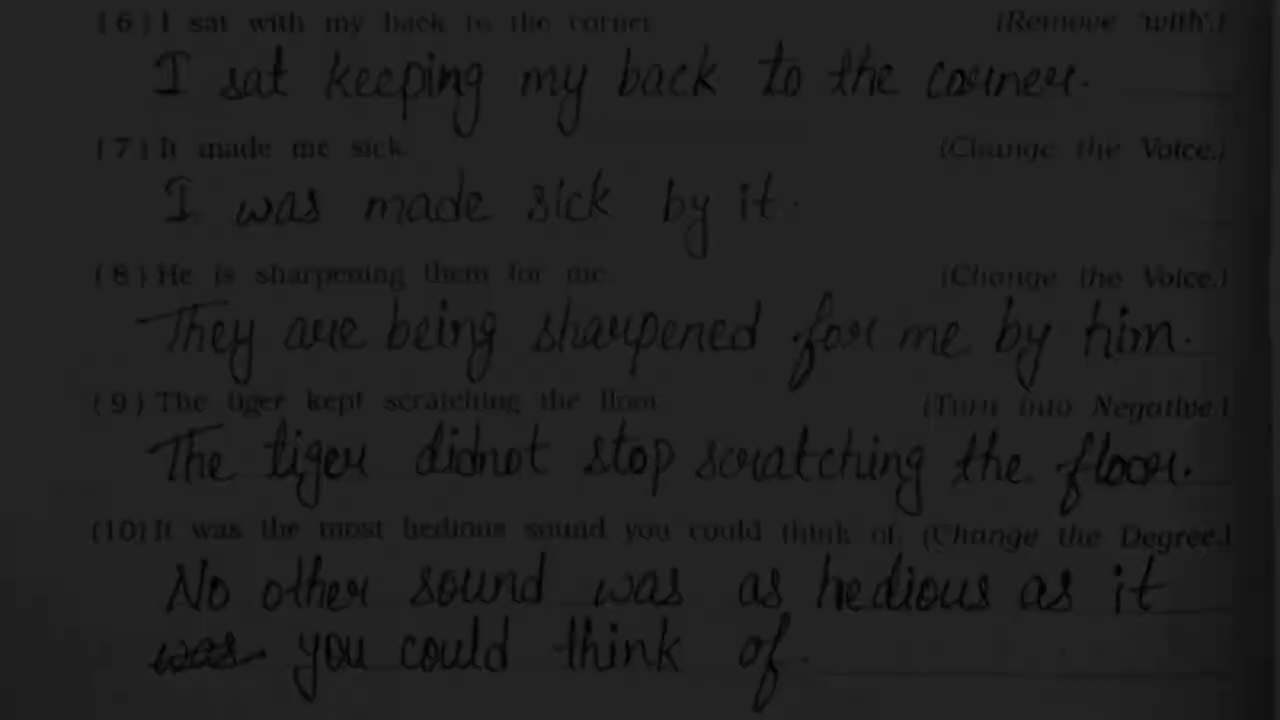 (6) I sat with my back to the corner. (Remove 'with'.)
I sat keeping my back to the corner.
(7) It made me sick. (Change the Voice.)
I was made sick by it.
(8) He is sharpening them for me. (Change the Voice.)
They are being sharpened for me by him.
(9) The tiger kept scratching the floor. (Turn into Negative.)
The tiger didnot stop scratching the floor.
(10) It was the most hedious sound you could think of. (Change the Degree.)
No other sound was as hedious as it
was you could think of.